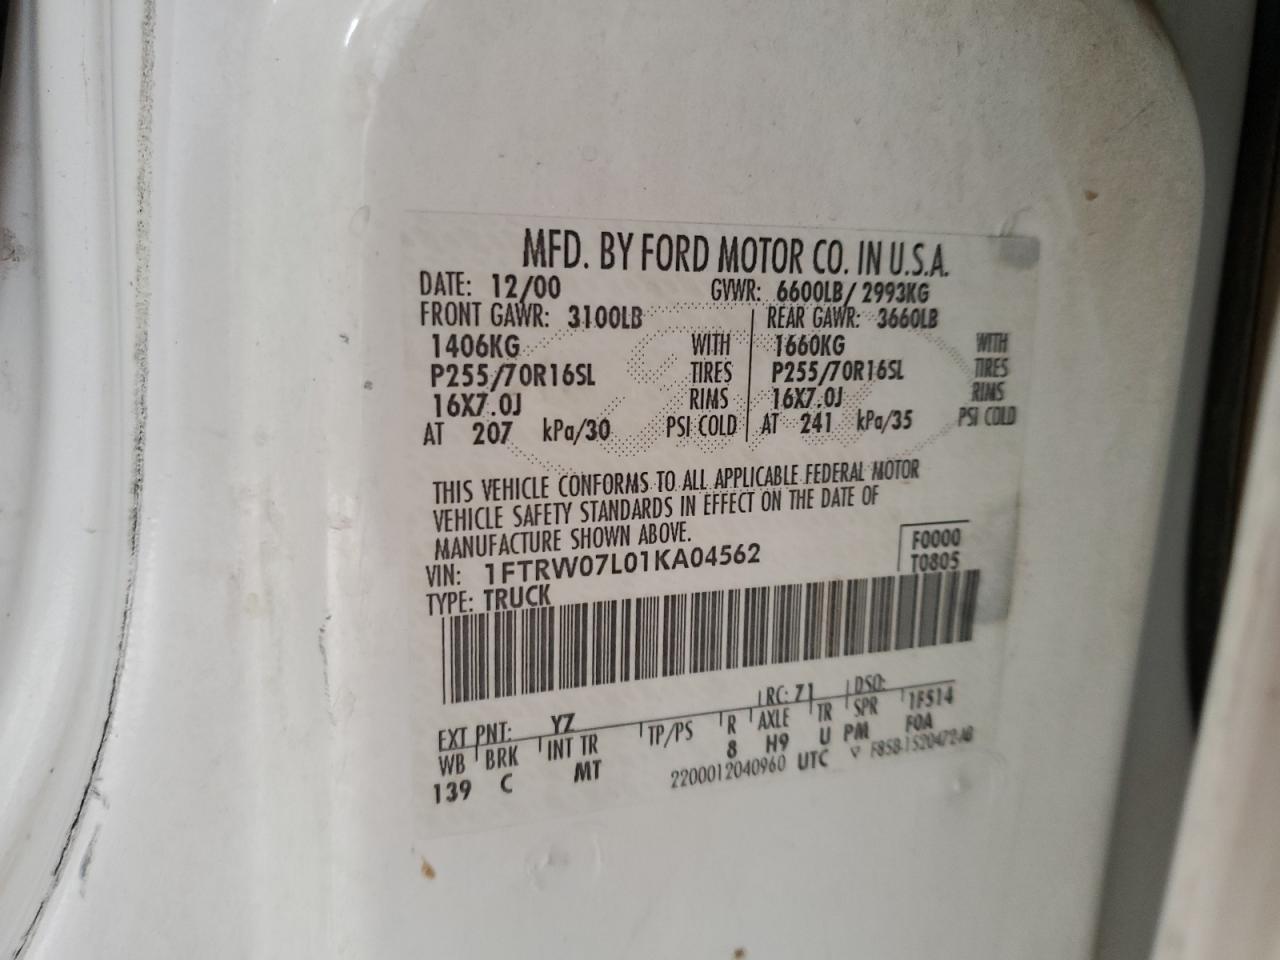 MFD. BY FORD MOTOR CO. IN U.S.A.
DATE: 12/00 GVWR: 6600LB/ 2993KG
FRONT GAWR: 3100LB REAR GAWR: 3660LB
1406KG WITH 1660KG WITH
P255/70R16SL TIRES P255/70R16SL TIRES
16X7.0J RIMS 16X7.0J RIMS
AT 207 kPa/30 PSI COLD AT 241 kPa/35 PSI COLD
THIS VEHICLE CONFORMS TO ALL APPLICABLE FEDERAL MOTOR
VEHICLE SAFETY STANDARDS IN EFFECT ON THE DATE OF
MANUFACTURE SHOWN ABOVE.
VIN: 1FTRW07L01KA04562
F0000
T0805
TYPE: TRUCK
EXT PNT: YZ RC: 71 DSO:
WB BRK INT TR TP/PS R AXLE TR SPR 1F514
139 C MT 8 H9 U PM F0A
2200012040960 UTC